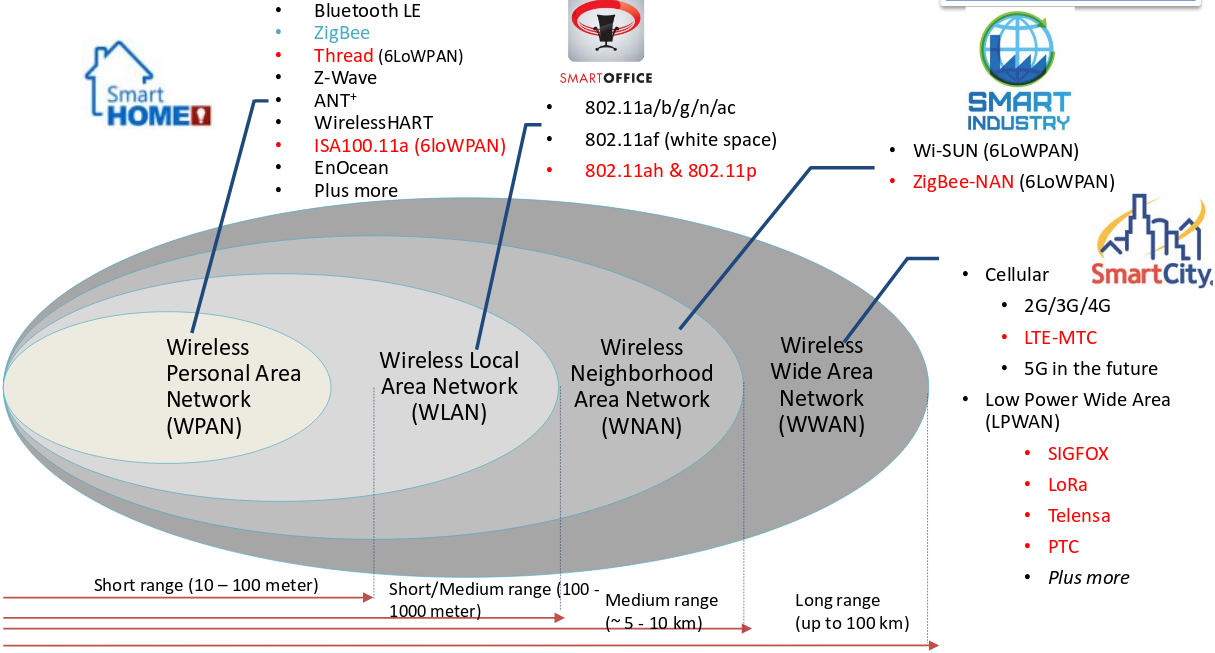 Smart
HOME
• Bluetooth LE
• ZigBee
• Thread (6LoWPAN)
• Z-Wave
• ANT+
• WirelessHART
• ISA100.11a (6loWPAN)
• EnOcean
• Plus more
SMARTOFFICE
• 802.11a/b/g/n/ac
• 802.11af (white space)
• 802.11ah & 802.11p
SMART
INDUSTRY
• Wi-SUN (6LoWPAN)
• ZigBee-NAN (6LoWPAN)
SmartCity
• Cellular
• 2G/3G/4G
• LTE-MTC
• 5G in the future
• Low Power Wide Area
(LPWAN)
• SIGFOX
• LoRa
• Telensa
• PTC
• Plus more
Wireless
Personal Area
Network
(WPAN)
Wireless Local
Area Network
(WLAN)
Wireless
Neighborhood
Area Network
(WNAN)
Wireless
Wide Area
Network
(WWAN)
Short range (10 – 100 meter)
Short/Medium range (100 -
1000 meter)
Medium range
(~ 5 - 10 km)
Long range
(up to 100 km)